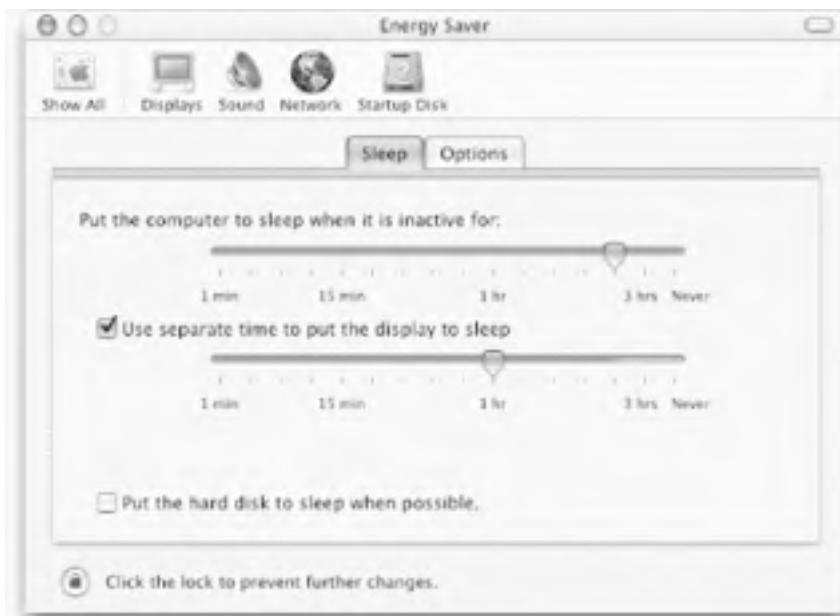 Energy Saver
Show All Displays Sound Network Startup Disk
Sleep Options
Put the computer to sleep when it is inactive for:
1 min 15 min 1 hr 3 hrs Never
Use separate time to put the display to sleep
1 min 15 min 1 hr 3 hrs Never
Put the hard disk to sleep when possible.
Click the lock to prevent further changes.